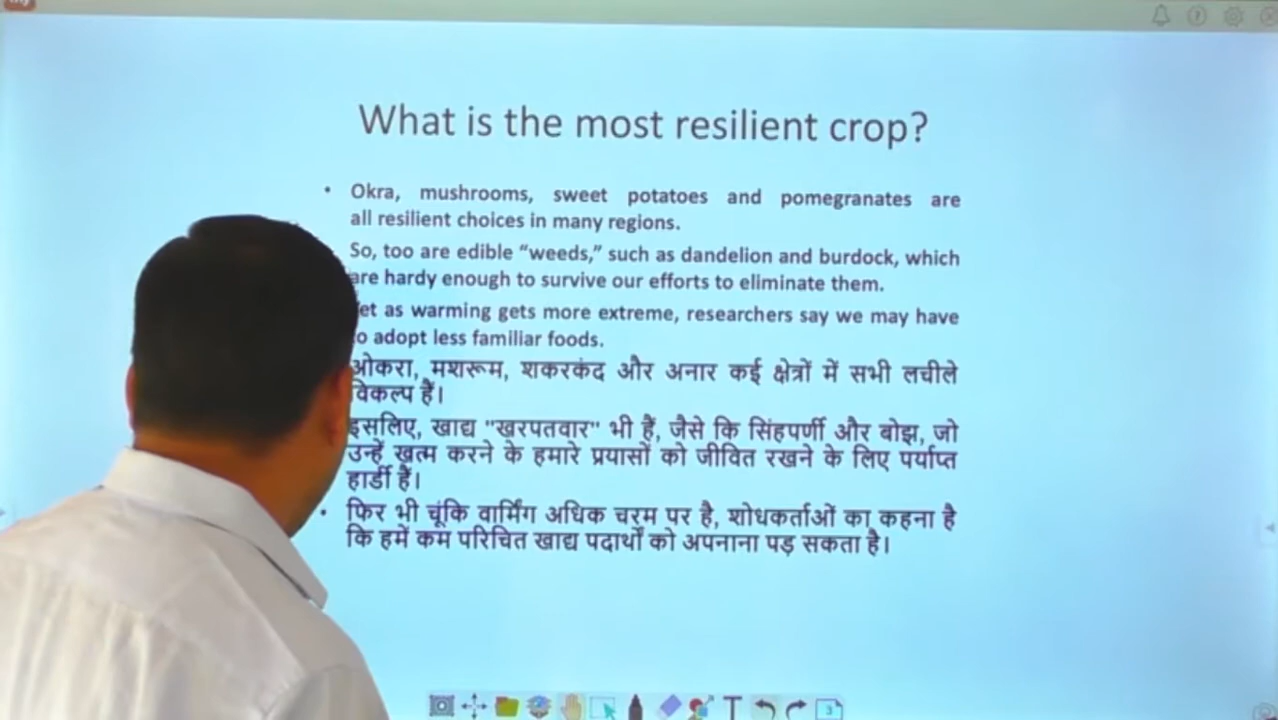 What is the most resilient crop?
• Okra, mushrooms, sweet potatoes and pomegranates are
all resilient choices in many regions.
So, too are edible “weeds,” such as dandelion and burdock, which
are hardy enough to survive our efforts to eliminate them.
et as warming gets more extreme, researchers say we may have
o adopt less familiar foods.
ओकरा, मशरूम, शकरकंद और अनार कई क्षेत्रों में सभी लचीले
विकल्प हैं।
इसलिए, खाद्य "खरपतवार" भी हैं, जैसे कि सिंहपर्णी और बोझ, जो
उन्हें खत्म करने के हमारे प्रयासों को जीवित रखने के लिए पर्याप्त
हार्डी हैं।
• फिर भी चूंकि वार्मिंग अधिक चरम पर है, शोधकर्ताओं का कहना है
कि हमें कम परिचित खाद्य पदार्थों को अपनाना पड़ सकता है।